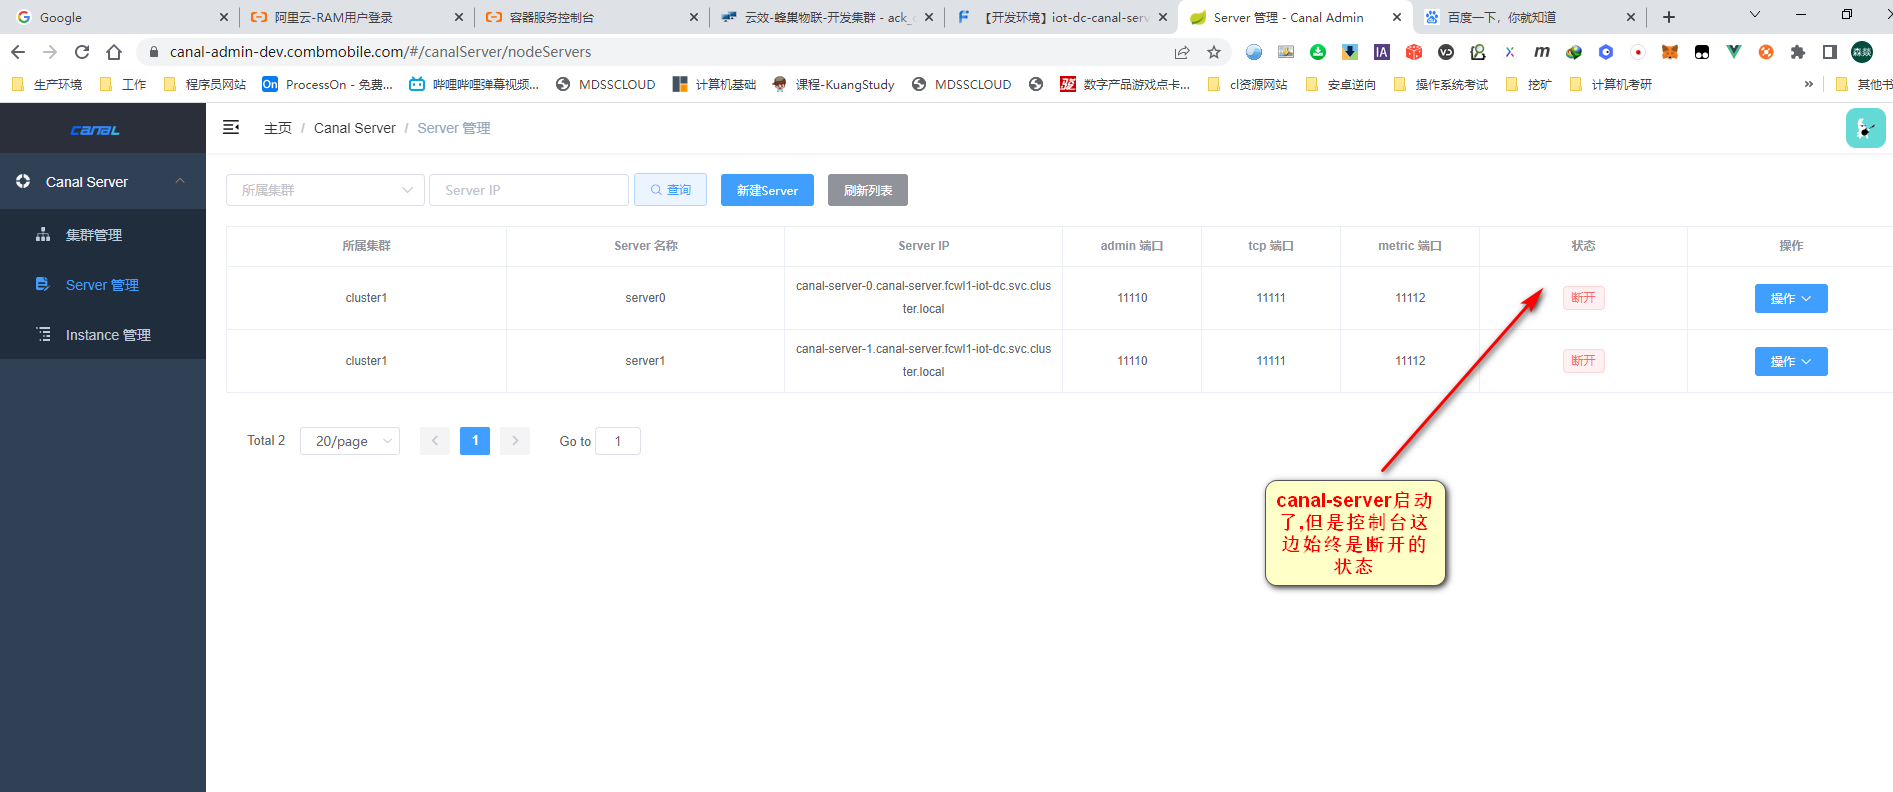 Google
阿里云-RAM用户登录
容器服务控制台
云效-蜂巢物联-开发集群 - ack_
【开发环境】iot-dc-canal-serv
Server 管理 - Canal Admin
百度一下，你就知道
canal-admin-dev.combmobile.com/#/canalServer/nodeServers
生产环境
工作
程序员网站
On ProcessOn - 免费...
哔哩哔哩弹幕视频...
MDSSCLOUD
计算机基础
课程-KuangStudy
MDSSCLOUD
数字产品游戏点卡...
cl资源网站
安卓逆向
操作系统考试
挖矿
计算机考研
»
其他书
CANAL
主页 / Canal Server / Server 管理
Canal Server
集群管理
Server 管理
Instance 管理
所属集群
Server IP
查询
新建Server
刷新列表
所属集群 Server 名称 Server IP admin 端口 tcp 端口 metric 端口 状态 操作
cluster1 server0 canal-server-0.canal-server.fcwl1-iot-dc.svc.clus
ter.local 11110 11111 11112 断开 操作
cluster1 server1 canal-server-1.canal-server.fcwl1-iot-dc.svc.clus
ter.local 11110 11111 11112 断开 操作
Total 2 20/page 1 Go to 1
canal-server启动
了,但是控制台这
边始终是断开的
状态